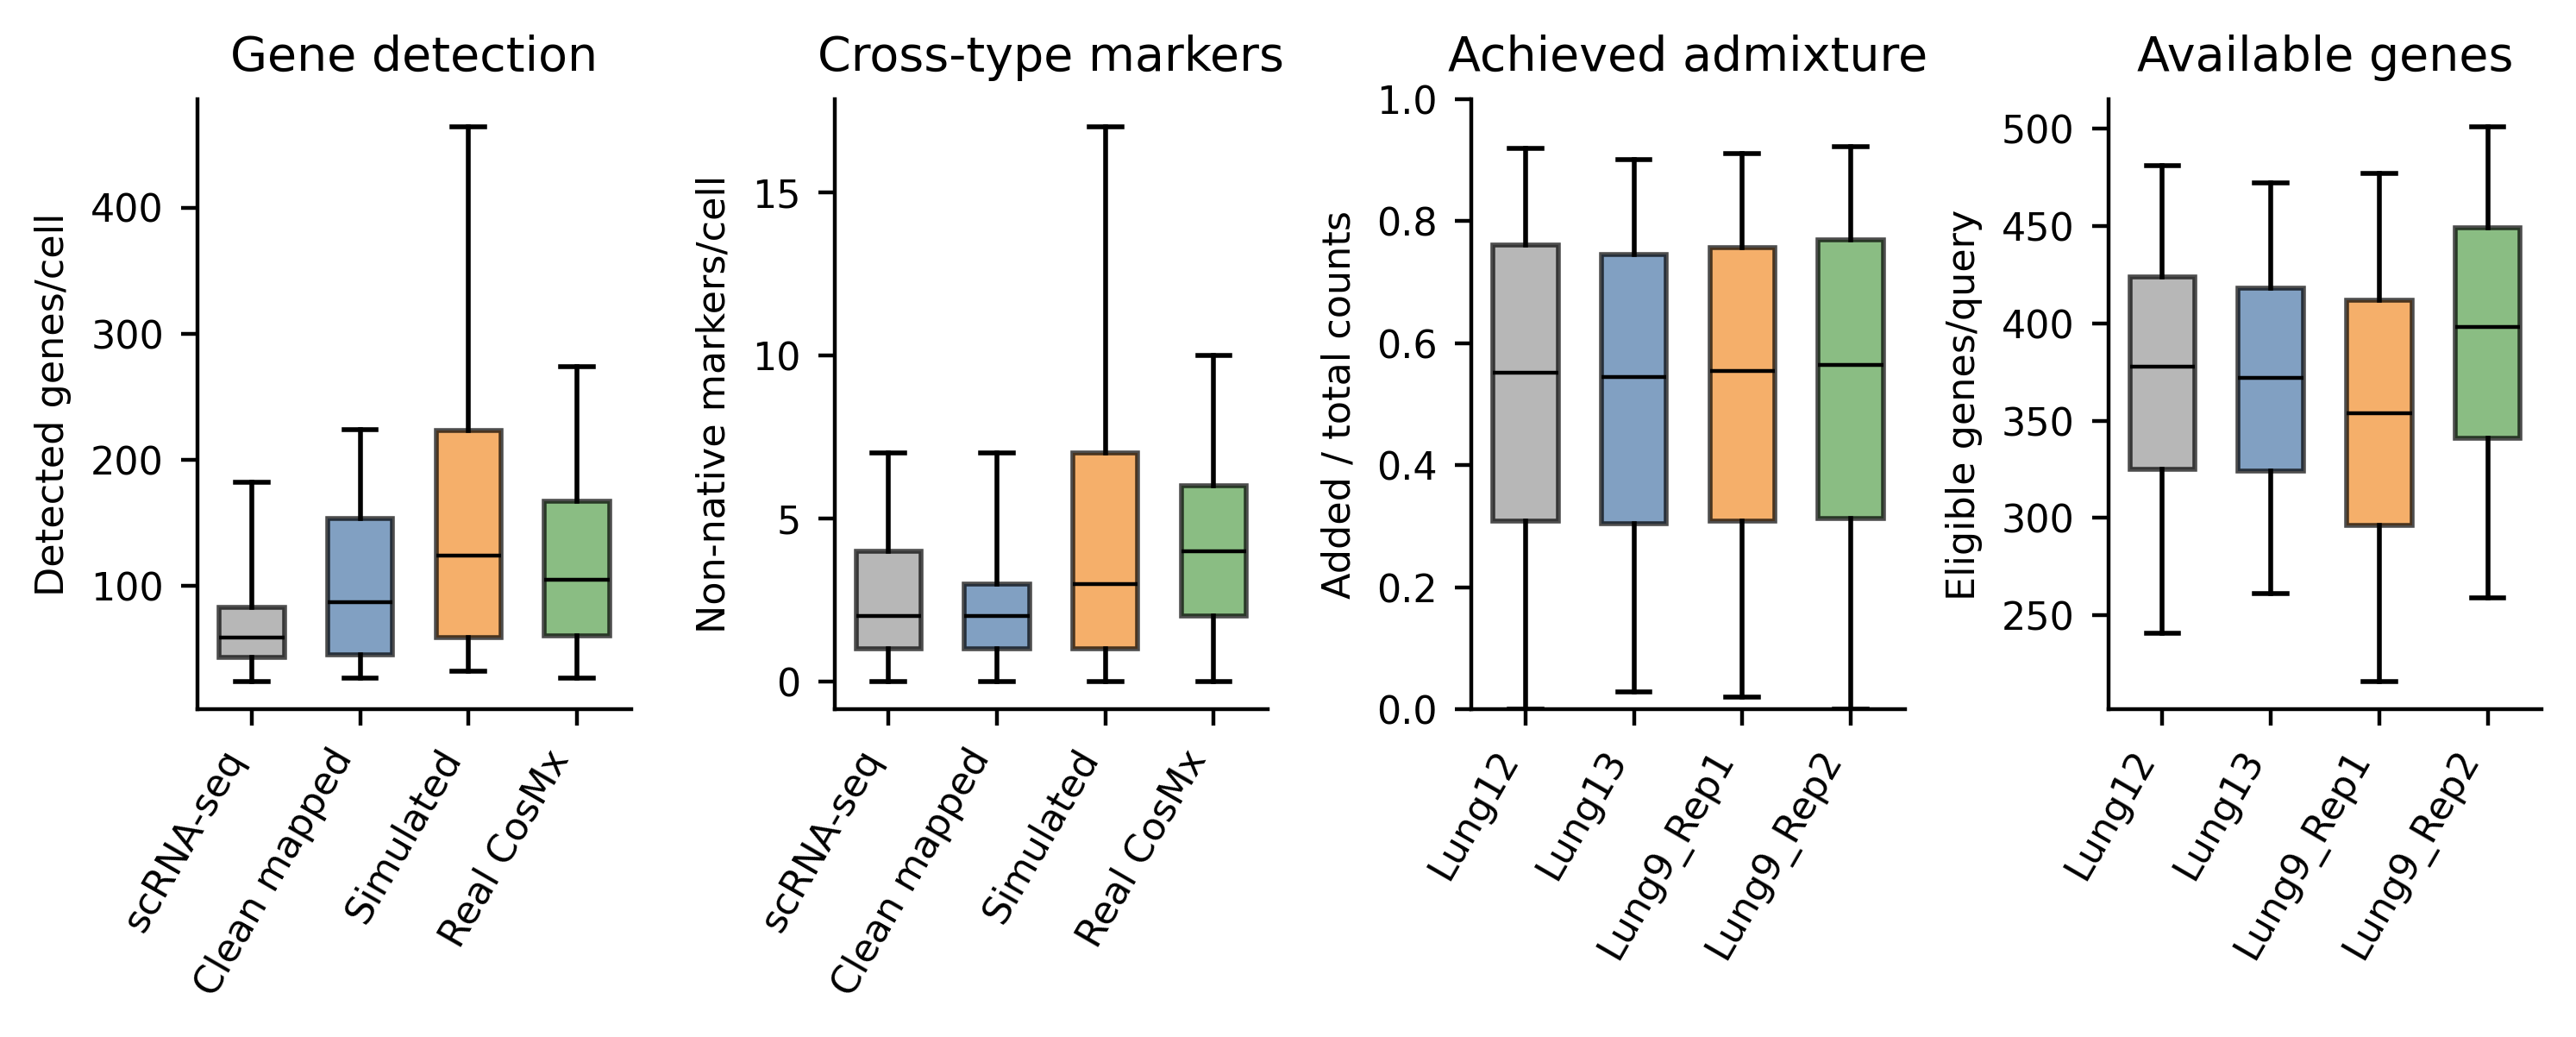 Gene detection
Detected genes/cell
400
300
200
100
scRNA-seq
Clean mapped
Simulated
Real CosMx
Cross-type markers
Non-native markers/cell
15
10
5
0
scRNA-seq
Clean mapped
Simulated
Real CosMx
Achieved admixture
Added / total counts
1.0
0.8
0.6
0.4
0.2
0.0
Lung12
Lung13
Lung9_Rep1
Lung9_Rep2
Available genes
Eligible genes/query
500
450
400
350
300
250
Lung12
Lung13
Lung9_Rep1
Lung9_Rep2